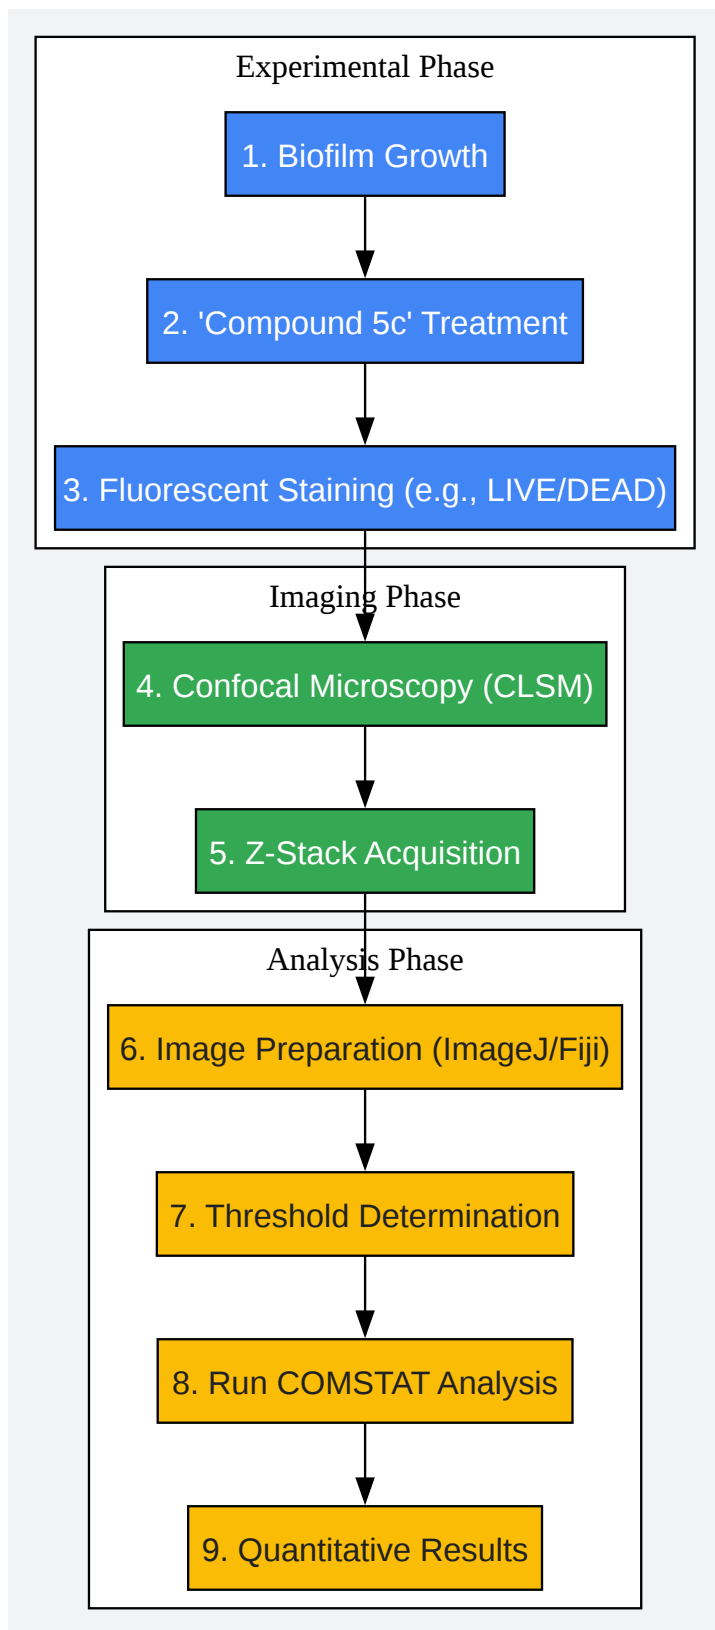 Experimental Phase
1. Biofilm Growth
2. 'Compound 5c' Treatment
3. Fluorescent Staining (e.g., LIVE/DEAD)
Imaging Phase
4. Confocal Microscopy (CLSM)
5. Z-Stack Acquisition
Analysis Phase
6. Image Preparation (ImageJ/Fiji)
7. Threshold Determination
8. Run COMSTAT Analysis
9. Quantitative Results